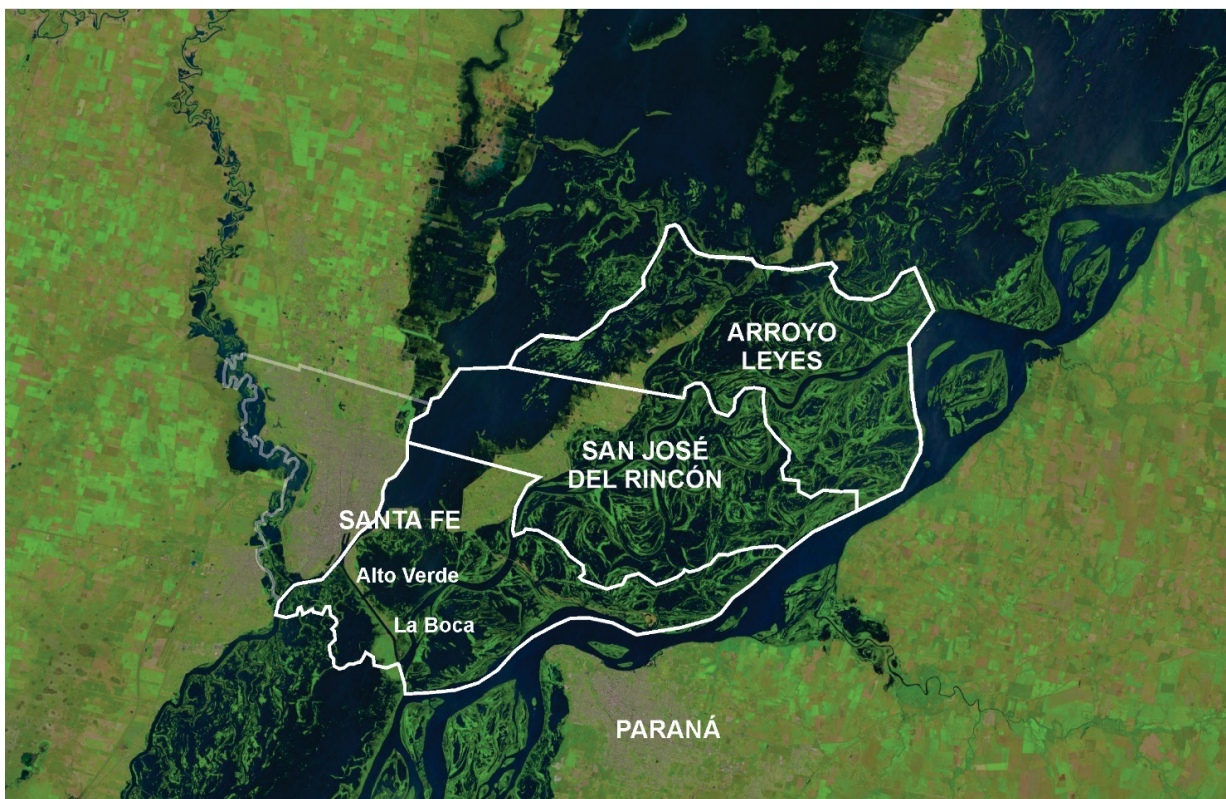 ARROYO
LEYES
SAN JOSÉ
DEL RINCÓN
SANTA FE
Alto Verde
La Boca
PARANÁ